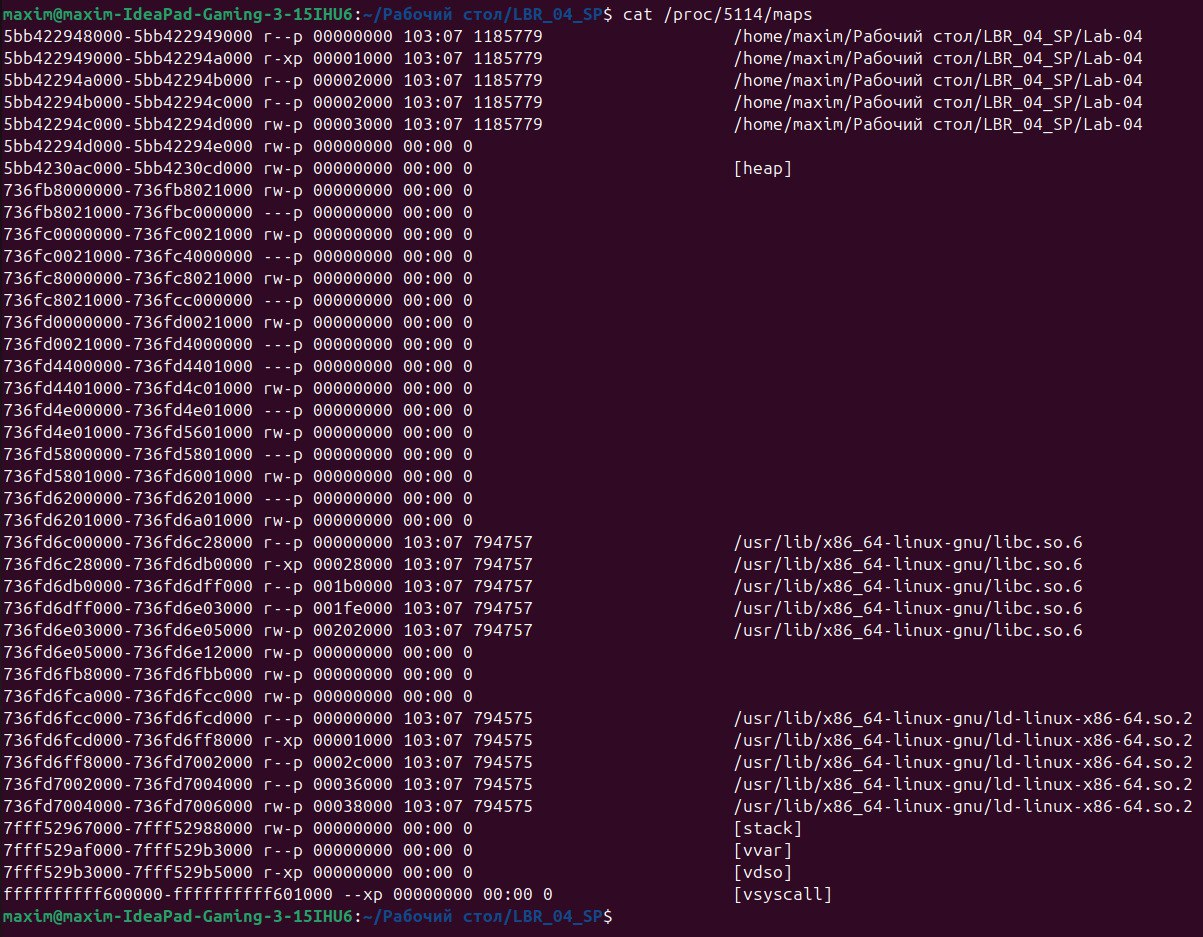 maxim@maxim-IdeaPad-Gaming-3-15IHU6:~/Рабочий стол/LBR_04_SP$ cat /proc/5114/maps
5bb422948000-5bb422949000 r--p 00000000 103:07 1185779 /home/maxim/Рабочий стол/LBR_04_SP/Lab-04
5bb422949000-5bb42294a000 r-xp 00001000 103:07 1185779 /home/maxim/Рабочий стол/LBR_04_SP/Lab-04
5bb42294a000-5bb42294b000 r--p 00002000 103:07 1185779 /home/maxim/Рабочий стол/LBR_04_SP/Lab-04
5bb42294b000-5bb42294c000 r--p 00002000 103:07 1185779 /home/maxim/Рабочий стол/LBR_04_SP/Lab-04
5bb42294c000-5bb42294d000 rw-p 00003000 103:07 1185779 /home/maxim/Рабочий стол/LBR_04_SP/Lab-04
5bb42294d000-5bb42294e000 rw-p 00000000 00:00 0
5bb4230ac000-5bb4230cd000 rw-p 00000000 00:00 0 [heap]
736fb8000000-736fb8021000 rw-p 00000000 00:00 0
736fb8021000-736fbc000000 ---p 00000000 00:00 0
736fc0000000-736fc0021000 rw-p 00000000 00:00 0
736fc0021000-736fc4000000 ---p 00000000 00:00 0
736fc8000000-736fc8021000 rw-p 00000000 00:00 0
736fc8021000-736fcc000000 ---p 00000000 00:00 0
736fd0000000-736fd0021000 rw-p 00000000 00:00 0
736fd0021000-736fd4000000 ---p 00000000 00:00 0
736fd4400000-736fd4401000 ---p 00000000 00:00 0
736fd4401000-736fd4c01000 rw-p 00000000 00:00 0
736fd4e00000-736fd4e01000 ---p 00000000 00:00 0
736fd4e01000-736fd5601000 rw-p 00000000 00:00 0
736fd5800000-736fd5801000 ---p 00000000 00:00 0
736fd5801000-736fd6001000 rw-p 00000000 00:00 0
736fd6200000-736fd6201000 ---p 00000000 00:00 0
736fd6201000-736fd6a01000 rw-p 00000000 00:00 0
736fd6c00000-736fd6c28000 r--p 00000000 103:07 794757 /usr/lib/x86_64-linux-gnu/libc.so.6
736fd6c28000-736fd6db0000 r-xp 00028000 103:07 794757 /usr/lib/x86_64-linux-gnu/libc.so.6
736fd6db0000-736fd6dff000 r--p 001b0000 103:07 794757 /usr/lib/x86_64-linux-gnu/libc.so.6
736fd6dff000-736fd6e03000 r--p 001fe000 103:07 794757 /usr/lib/x86_64-linux-gnu/libc.so.6
736fd6e03000-736fd6e05000 rw-p 00202000 103:07 794757 /usr/lib/x86_64-linux-gnu/libc.so.6
736fd6e05000-736fd6e12000 rw-p 00000000 00:00 0
736fd6fb8000-736fd6fbb000 rw-p 00000000 00:00 0
736fd6fca000-736fd6fcc000 rw-p 00000000 00:00 0
736fd6fcc000-736fd6fcd000 r--p 00000000 103:07 794575 /usr/lib/x86_64-linux-gnu/ld-linux-x86-64.so.2
736fd6fcd000-736fd6ff8000 r-xp 00001000 103:07 794575 /usr/lib/x86_64-linux-gnu/ld-linux-x86-64.so.2
736fd6ff8000-736fd7002000 r--p 0002c000 103:07 794575 /usr/lib/x86_64-linux-gnu/ld-linux-x86-64.so.2
736fd7002000-736fd7004000 r--p 00036000 103:07 794575 /usr/lib/x86_64-linux-gnu/ld-linux-x86-64.so.2
736fd7004000-736fd7006000 rw-p 00038000 103:07 794575 /usr/lib/x86_64-linux-gnu/ld-linux-x86-64.so.2
7fff52967000-7fff52988000 rw-p 00000000 00:00 0 [stack]
7fff529af000-7fff529b3000 r--p 00000000 00:00 0 [vvar]
7fff529b3000-7fff529b5000 r-xp 00000000 00:00 0 [vdso]
ffffffffff600000-ffffffffff601000 --xp 00000000 00:00 0 [vsyscall]
maxim@maxim-IdeaPad-Gaming-3-15IHU6:~/Рабочий стол/LBR_04_SP$